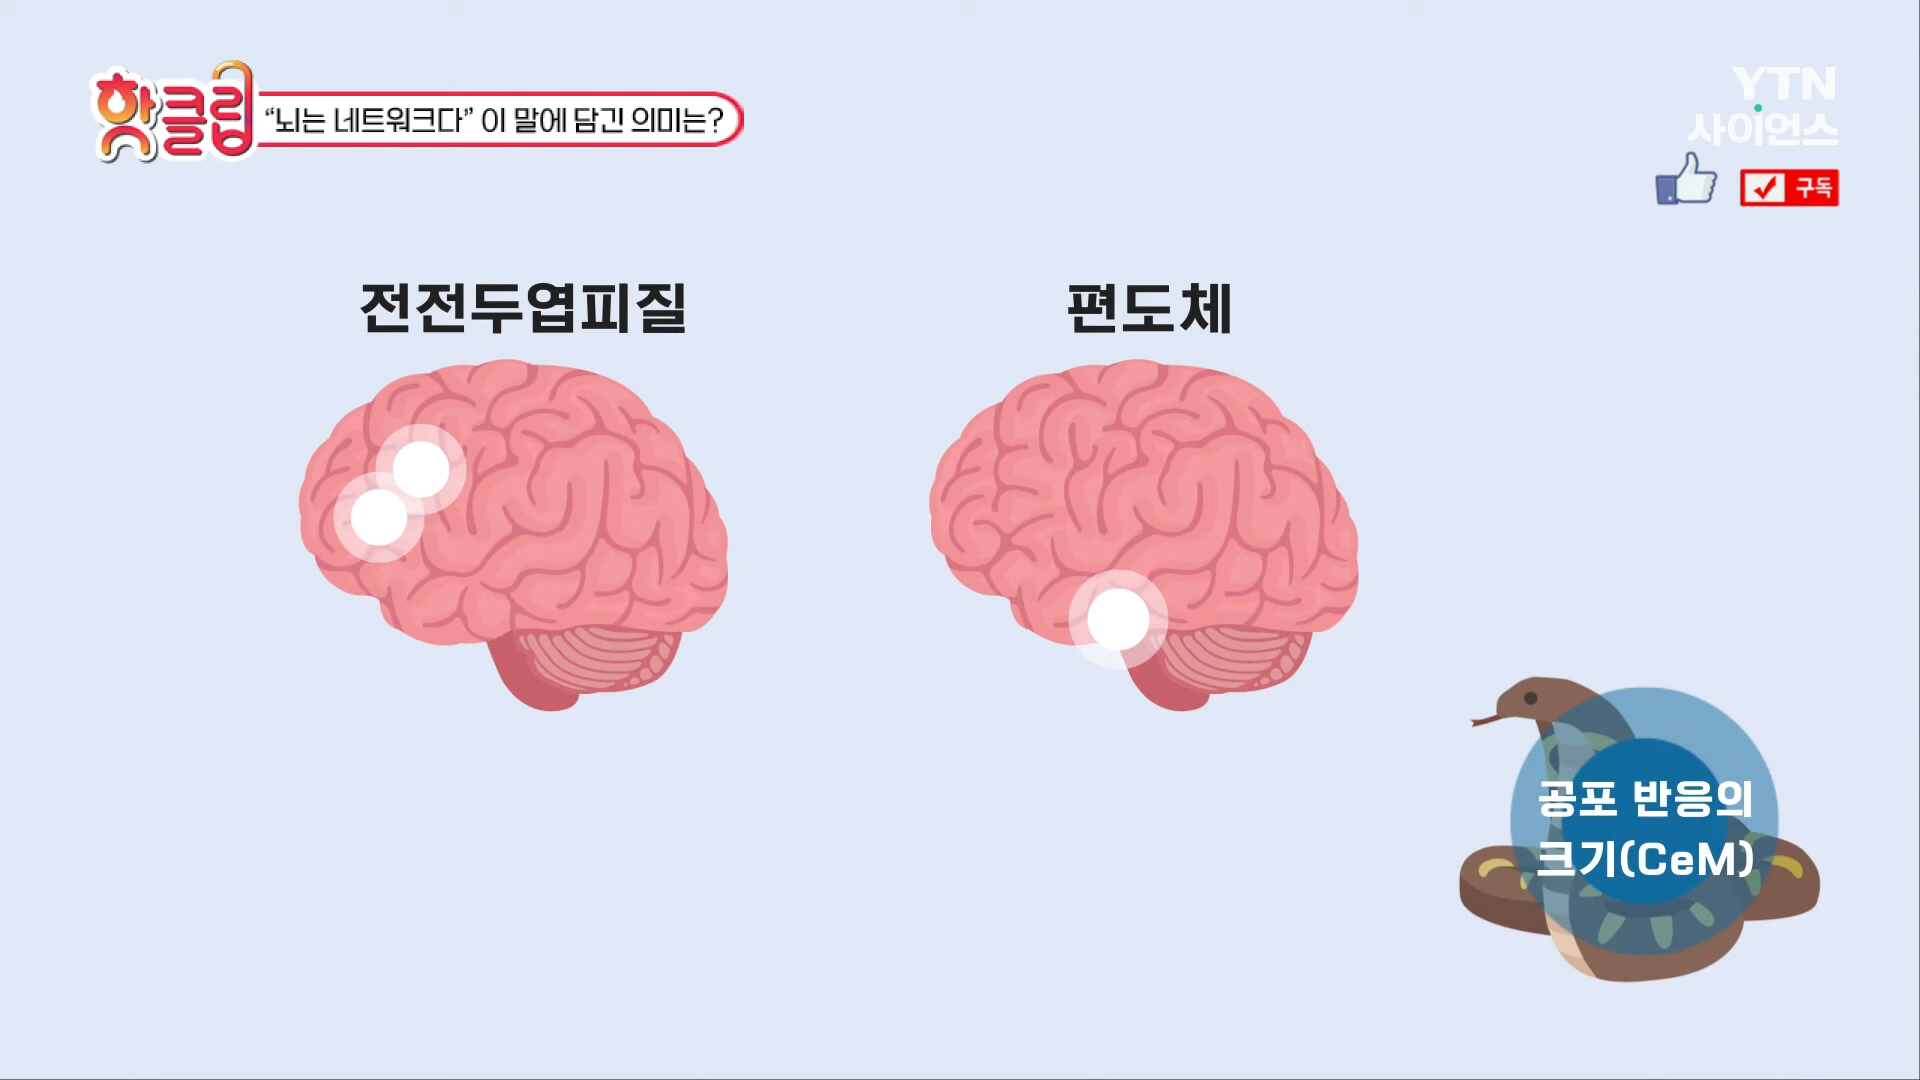 핫클립
“뇌는 네트워크다” 이 말에 담긴 의미는?
YTN
사이언스
구독
전전두엽피질
편도체
공포 반응의
크기(CeM)